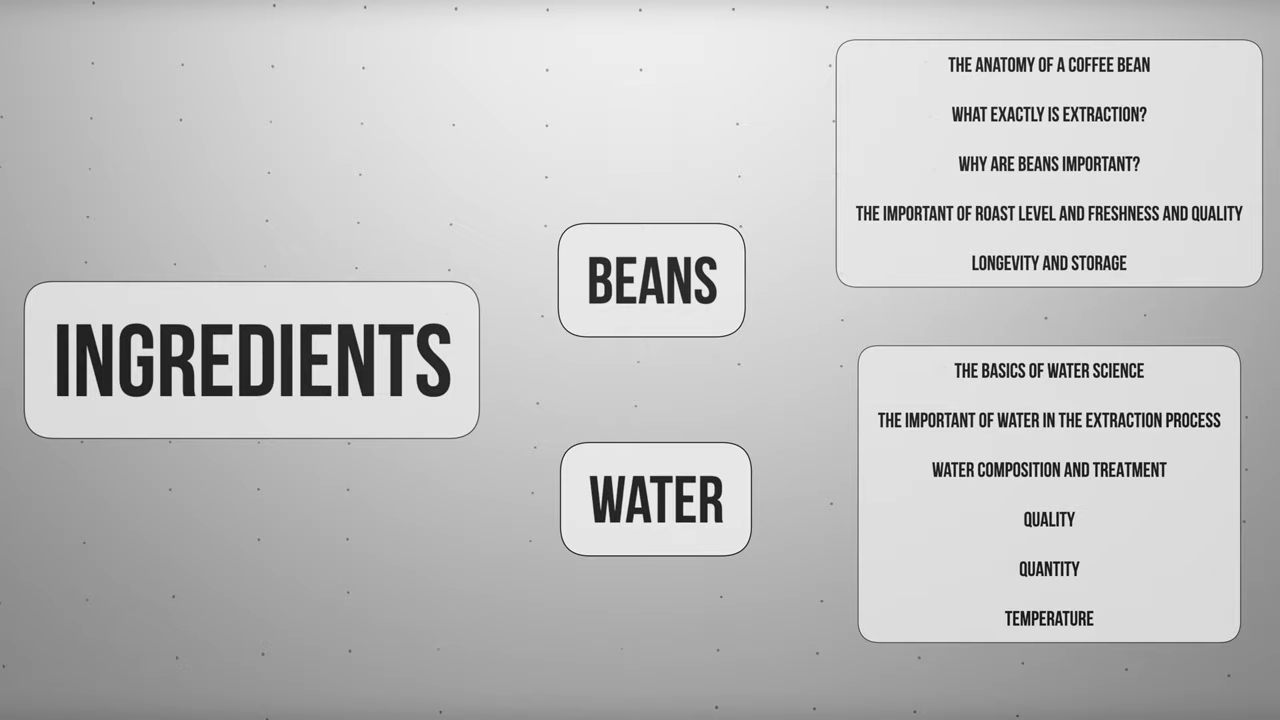 INGREDIENTS
BEANS
THE ANATOMY OF A COFFEE BEAN
WHAT EXACTLY IS EXTRACTION?
WHY ARE BEANS IMPORTANT?
THE IMPORTANT OF ROAST LEVEL AND FRESHNESS AND QUALITY
LONGEVITY AND STORAGE
WATER
THE BASICS OF WATER SCIENCE
THE IMPORTANT OF WATER IN THE EXTRACTION PROCESS
WATER COMPOSITION AND TREATMENT
QUALITY
QUANTITY
TEMPERATURE